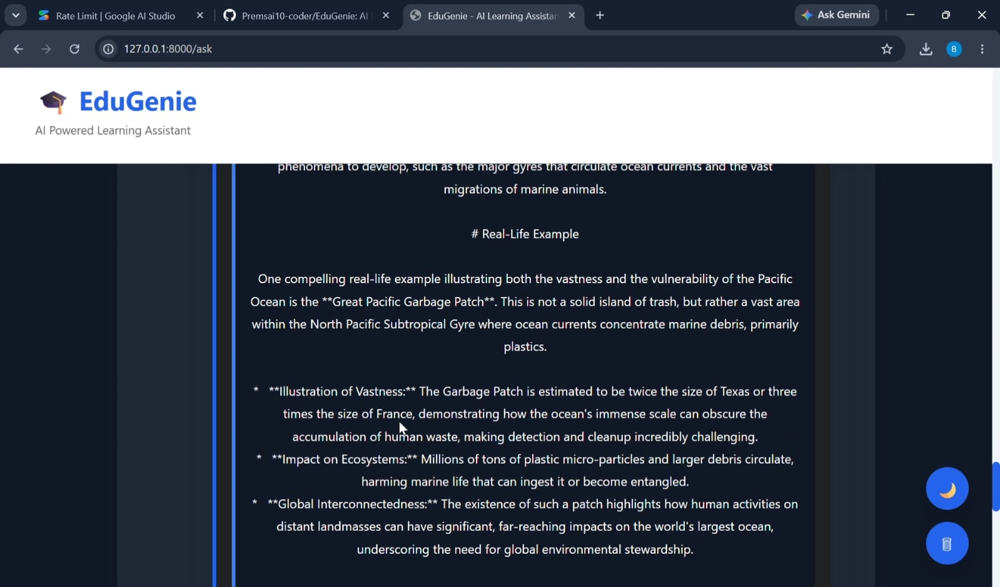 Rate Limit | Google AI Studio
Premsai10-coder/EduGenie: AI
EduGenie - AI Learning Assistan
Ask Gemini
127.0.0.1:8000/ask
B
EduGenie
AI Powered Learning Assistant
phenomena to develop, such as the major gyres that circulate ocean currents and the vast
migrations of marine animals.
# Real-Life Example
One compelling real-life example illustrating both the vastness and the vulnerability of the Pacific
Ocean is the **Great Pacific Garbage Patch**. This is not a solid island of trash, but rather a vast area
within the North Pacific Subtropical Gyre where ocean currents concentrate marine debris, primarily
plastics.
* **Illustration of Vastness:** The Garbage Patch is estimated to be twice the size of Texas or three
times the size of France, demonstrating how the ocean's immense scale can obscure the
accumulation of human waste, making detection and cleanup incredibly challenging.
* **Impact on Ecosystems:** Millions of tons of plastic micro-particles and larger debris circulate,
harming marine life that can ingest it or become entangled.
* **Global Interconnectedness:** The existence of such a patch highlights how human activities on
distant landmasses can have significant, far-reaching impacts on the world's largest ocean,
underscoring the need for global environmental stewardship.